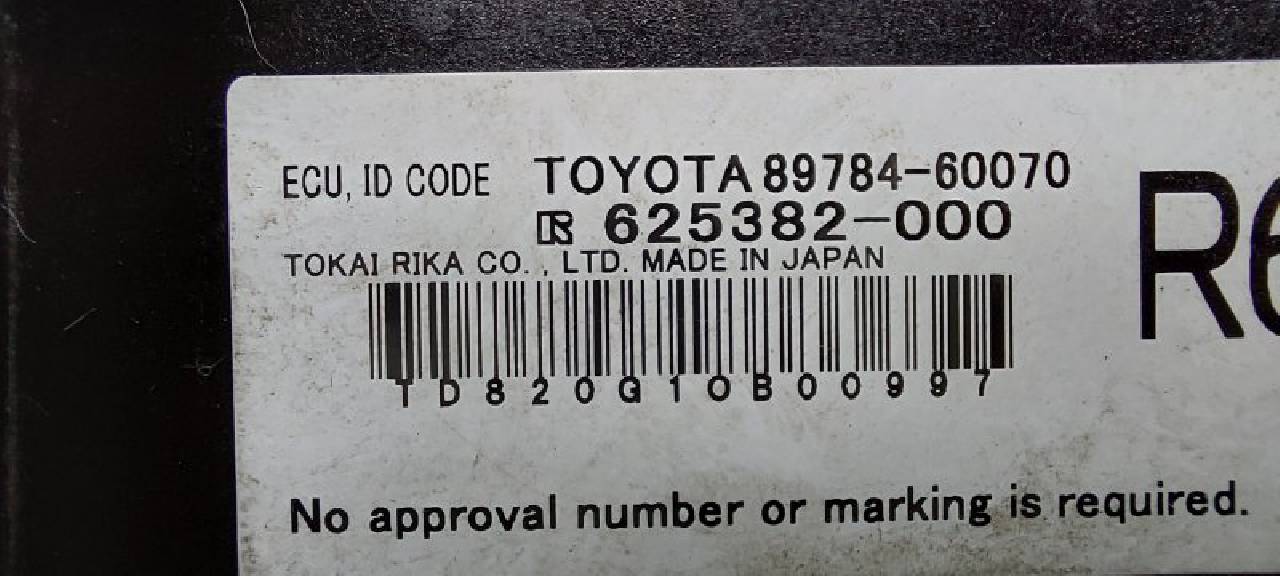 ECU, ID CODE TOYOTA 89784-60070
625382-000
TOKAI RIKA CO., LTD. MADE IN JAPAN
TD820G10B00997
No approval number or marking is required.